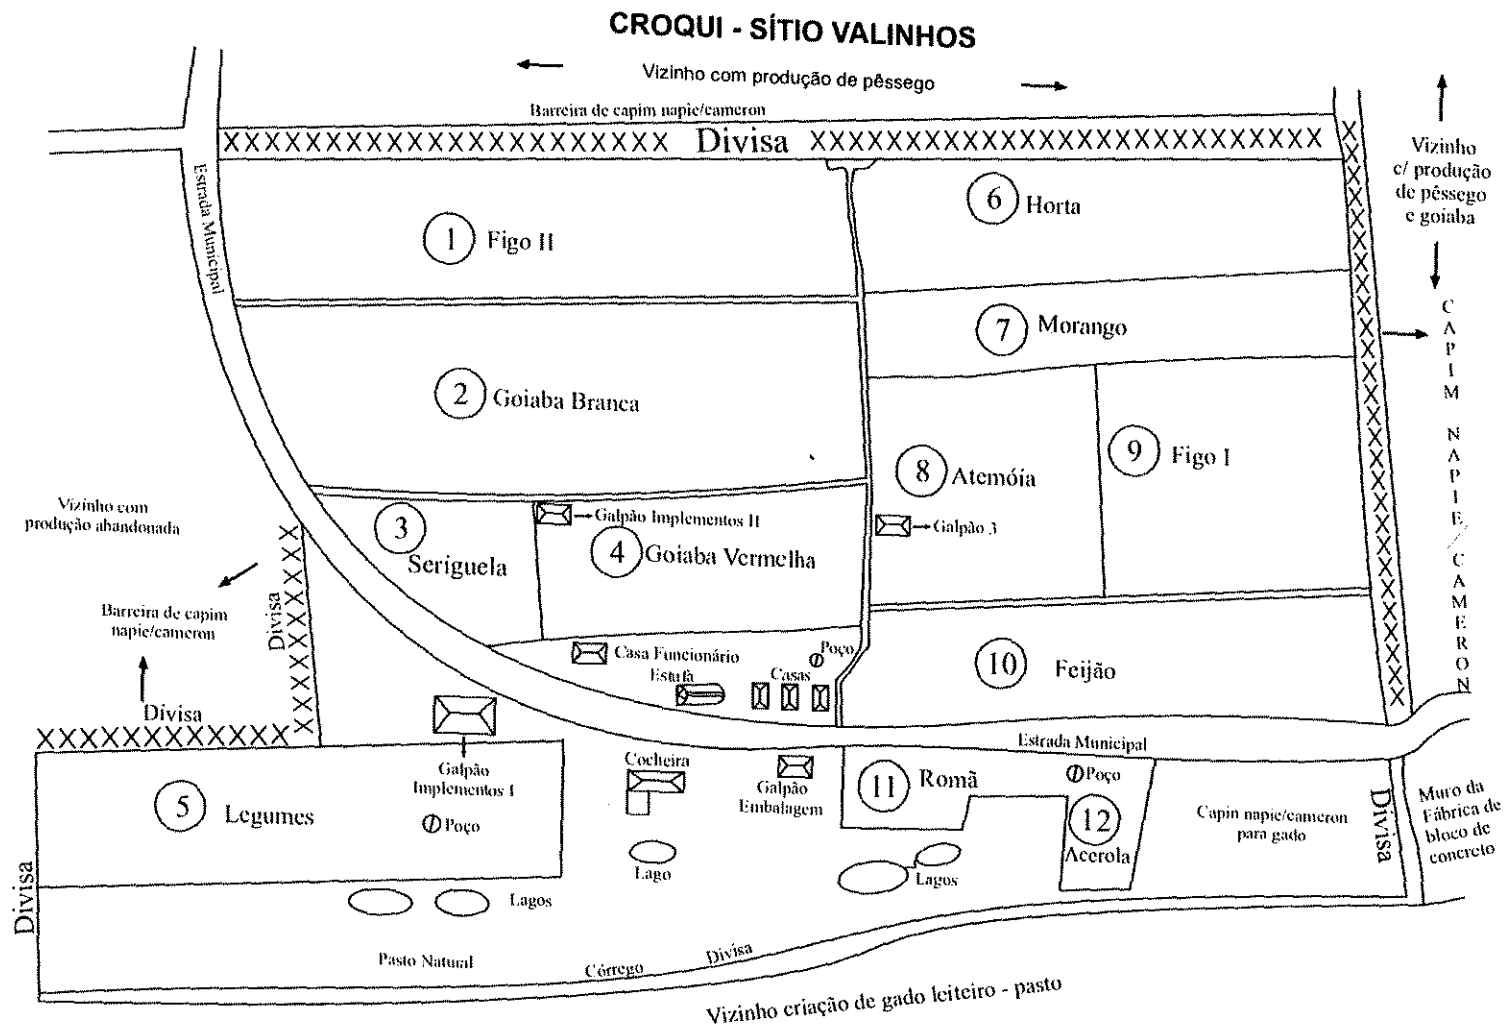 CROQUI - SÍTIO VALINHOS
Vizinho com produção de pêssego
Barreira de capim napie/cameron
XXXXXXXXXXXXXXXXXXX Divisa XXXXXXXXXXXXXXXXXXXXXX
Vizinho
c/ produção
de pêssego
e goiaba
Estrada Municipal
1 Figo II
6 Horta
7 Morango
CAPIM NAPIE/CAMERON
2 Goiaba Branca
8 Atemóia
9 Figo I
Vizinho com
produção abandonada
3
Seriguela
Galpão Implementos II
4 Goiaba Vermelha
Galpão 3
Barreira de capim
napie/cameron
Divisa
Divisa
Casa Funcionário
Estufa
Casas
Poço
10 Feijão
Estrada Municipal
Galpão
Implementos I
5 Legumes
Poço
Cocheira
Galpão
Embalagem
11 Romã
Poço
12
Acerola
Capin napie/cameron
para gado
Divisa
Muro da
Fábrica de
bloco de
concreto
Divisa
Lagos
Lago
Lagos
Pasto Natural
Córrego
Divisa
Vizinho criação de gado leiteiro - pasto